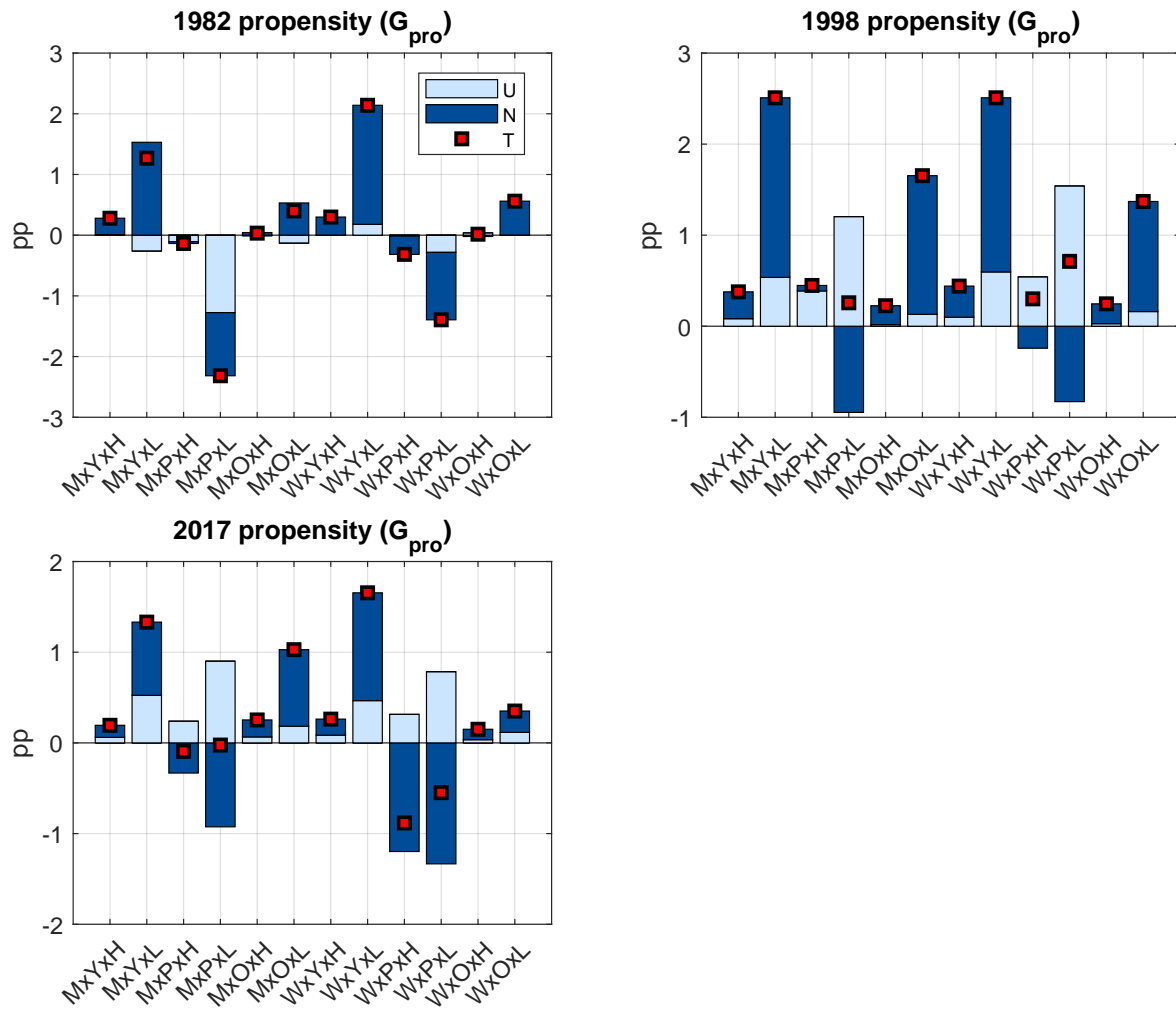 1982 propensity (G_pro)
3
2
1
0
-1
-2
-3
pp
U
N
T
MxYxH
MxYxL
MxPxH
MxPxL
MxOxH
MxOxL
WxYxH
WxYxL
WxPxH
WxPxL
WxOxH
WxOxL
1998 propensity (G_pro)
3
2
1
0
-1
pp
MxYxH
MxYxL
MxPxH
MxPxL
MxOxH
MxOxL
WxYxH
WxYxL
WxPxH
WxPxL
WxOxH
WxOxL
2017 propensity (G_pro)
2
1
0
-1
-2
pp
MxYxH
MxYxL
MxPxH
MxPxL
MxOxH
MxOxL
WxYxH
WxYxL
WxPxH
WxPxL
WxOxH
WxOxL